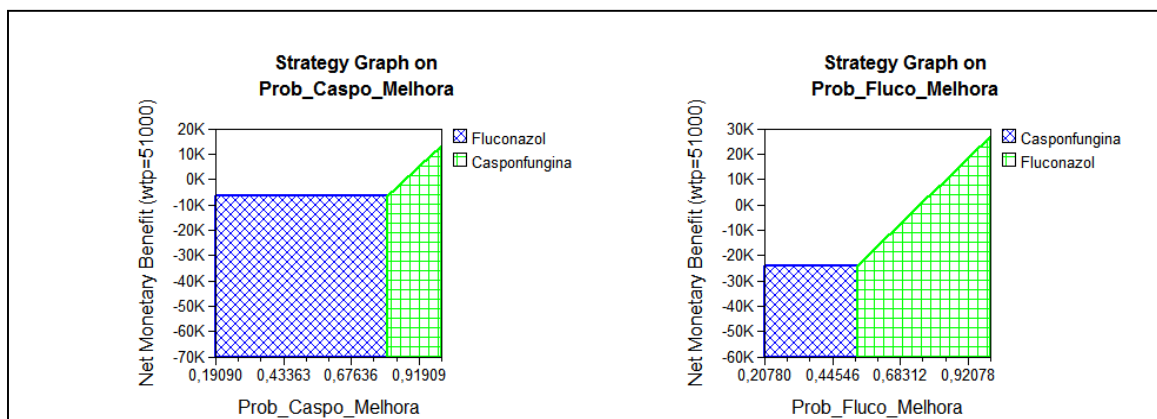 Strategy Graph on
Prob_Caspo_Melhora
Net Monetary Benefit (wtp=51000)
20K
10K
0K
-10K
-20K
-30K
-40K
-50K
-60K
-70K
0,19090 0,43363 0,67636 0,91909
Prob_Caspo_Melhora
Fluconazol
Casponfungina
Strategy Graph on
Prob_Fluco_Melhora
Net Monetary Benefit (wtp=51000)
30K
20K
10K
0K
-10K
-20K
-30K
-40K
-50K
-60K
0,20780 0,44546 0,68312 0,92078
Prob_Fluco_Melhora
Casponfungina
Fluconazol